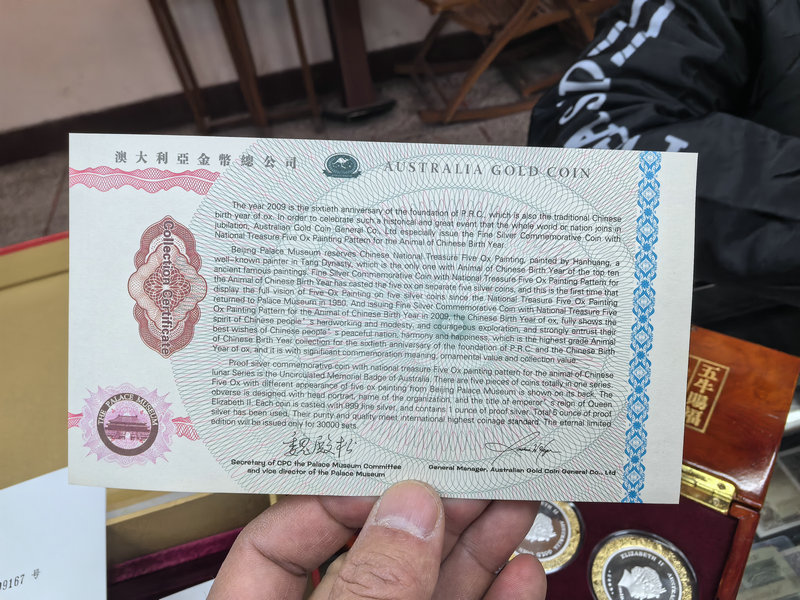 澳大利亞金幣總公司
AUSTRALIA GOLD COIN
The year 2009 is the sixtieth anniversary of the foundation of P.R.C., which is also the traditional Chinese
birth year of ox. In order to celebrate such a historical and great event that the whole world or nation joins in
jubilation, Australian Gold Coin General Co., Ltd especially issue the Fine Silver Commemorative Coin with
National Treasure Five Ox Painting Pattern for the Animal of Chinese Birth Year.
Beijing Palace Museum reserves Chinese National Treasure Five Ox Painting, painted by Hanhuang, a
well- known painter in Tang Dynasty, which is the only one with Animal of Chinese Birth Year of the top ten
ancient famous paintings. Fine Silver Commemorative Coin with National Treasure Five Ox Painting Pattern for
the Animal of Chinese Birth Year has casted the five ox on separate five silver coins, and this is the first time that
display the full vision of Five Ox Painting on five silver coins since the National Treasure Five Ox Painting
returned to Palace Museum in 1950. And issuing Fine Silver Commemorative Coin with National Treasure Five
Ox Painting Pattern for the Animal of Chinese Birth Year in 2009, the Chinese Birth Year of ox, fully shows the
spirit of Chinese people's hardworking and modesty, and courageous exploration, and strongly entrust their
best wishes of Chinese people's peaceful nation, harmony and happiness, which is the highest grade Animal
of Chinese Birth Year collection for the sixtieth anniversary of the foundation of P.R.C. and the Chinese Birth
Year of ox, and it is with significant commemoration meaning, ornamental value and collection value.
Proof silver commemorative coin with national treasure Five ox painting pattern for the animal of Chinese
lunar Series is the Uncirculated Memorial Badge of Australia. There are five pieces of coins totally in one series.
Five Ox with different appearance of five ox painting from Beijing Palace Museum is shown on its back. The
obverse is designed with head portrait, name of the organization, and the title of emperor's reign of Queen
Elizabeth II. Each coin is casted with 999 fine silver, and contains 1 ounce of proof silver. Total 5 ounce of proof
silver has been used. Their purity and quality meet international highest coinage standard. The eternal limited
edition will be issued only for 30000 sets.
Collection Certificate
THE PALACE MUSEUM
Secretary of CPC the Palace Museum Committee
and vice director of the Palace Museum
General Manager, Australian Gold Coin General Co., Ltd
五牛賜福
9167 号
ELIZABETH II